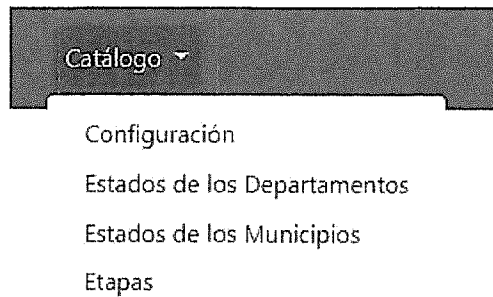 Catálogo
Configuración
Estados de los Departamentos
Estados de los Municipios
Etapas